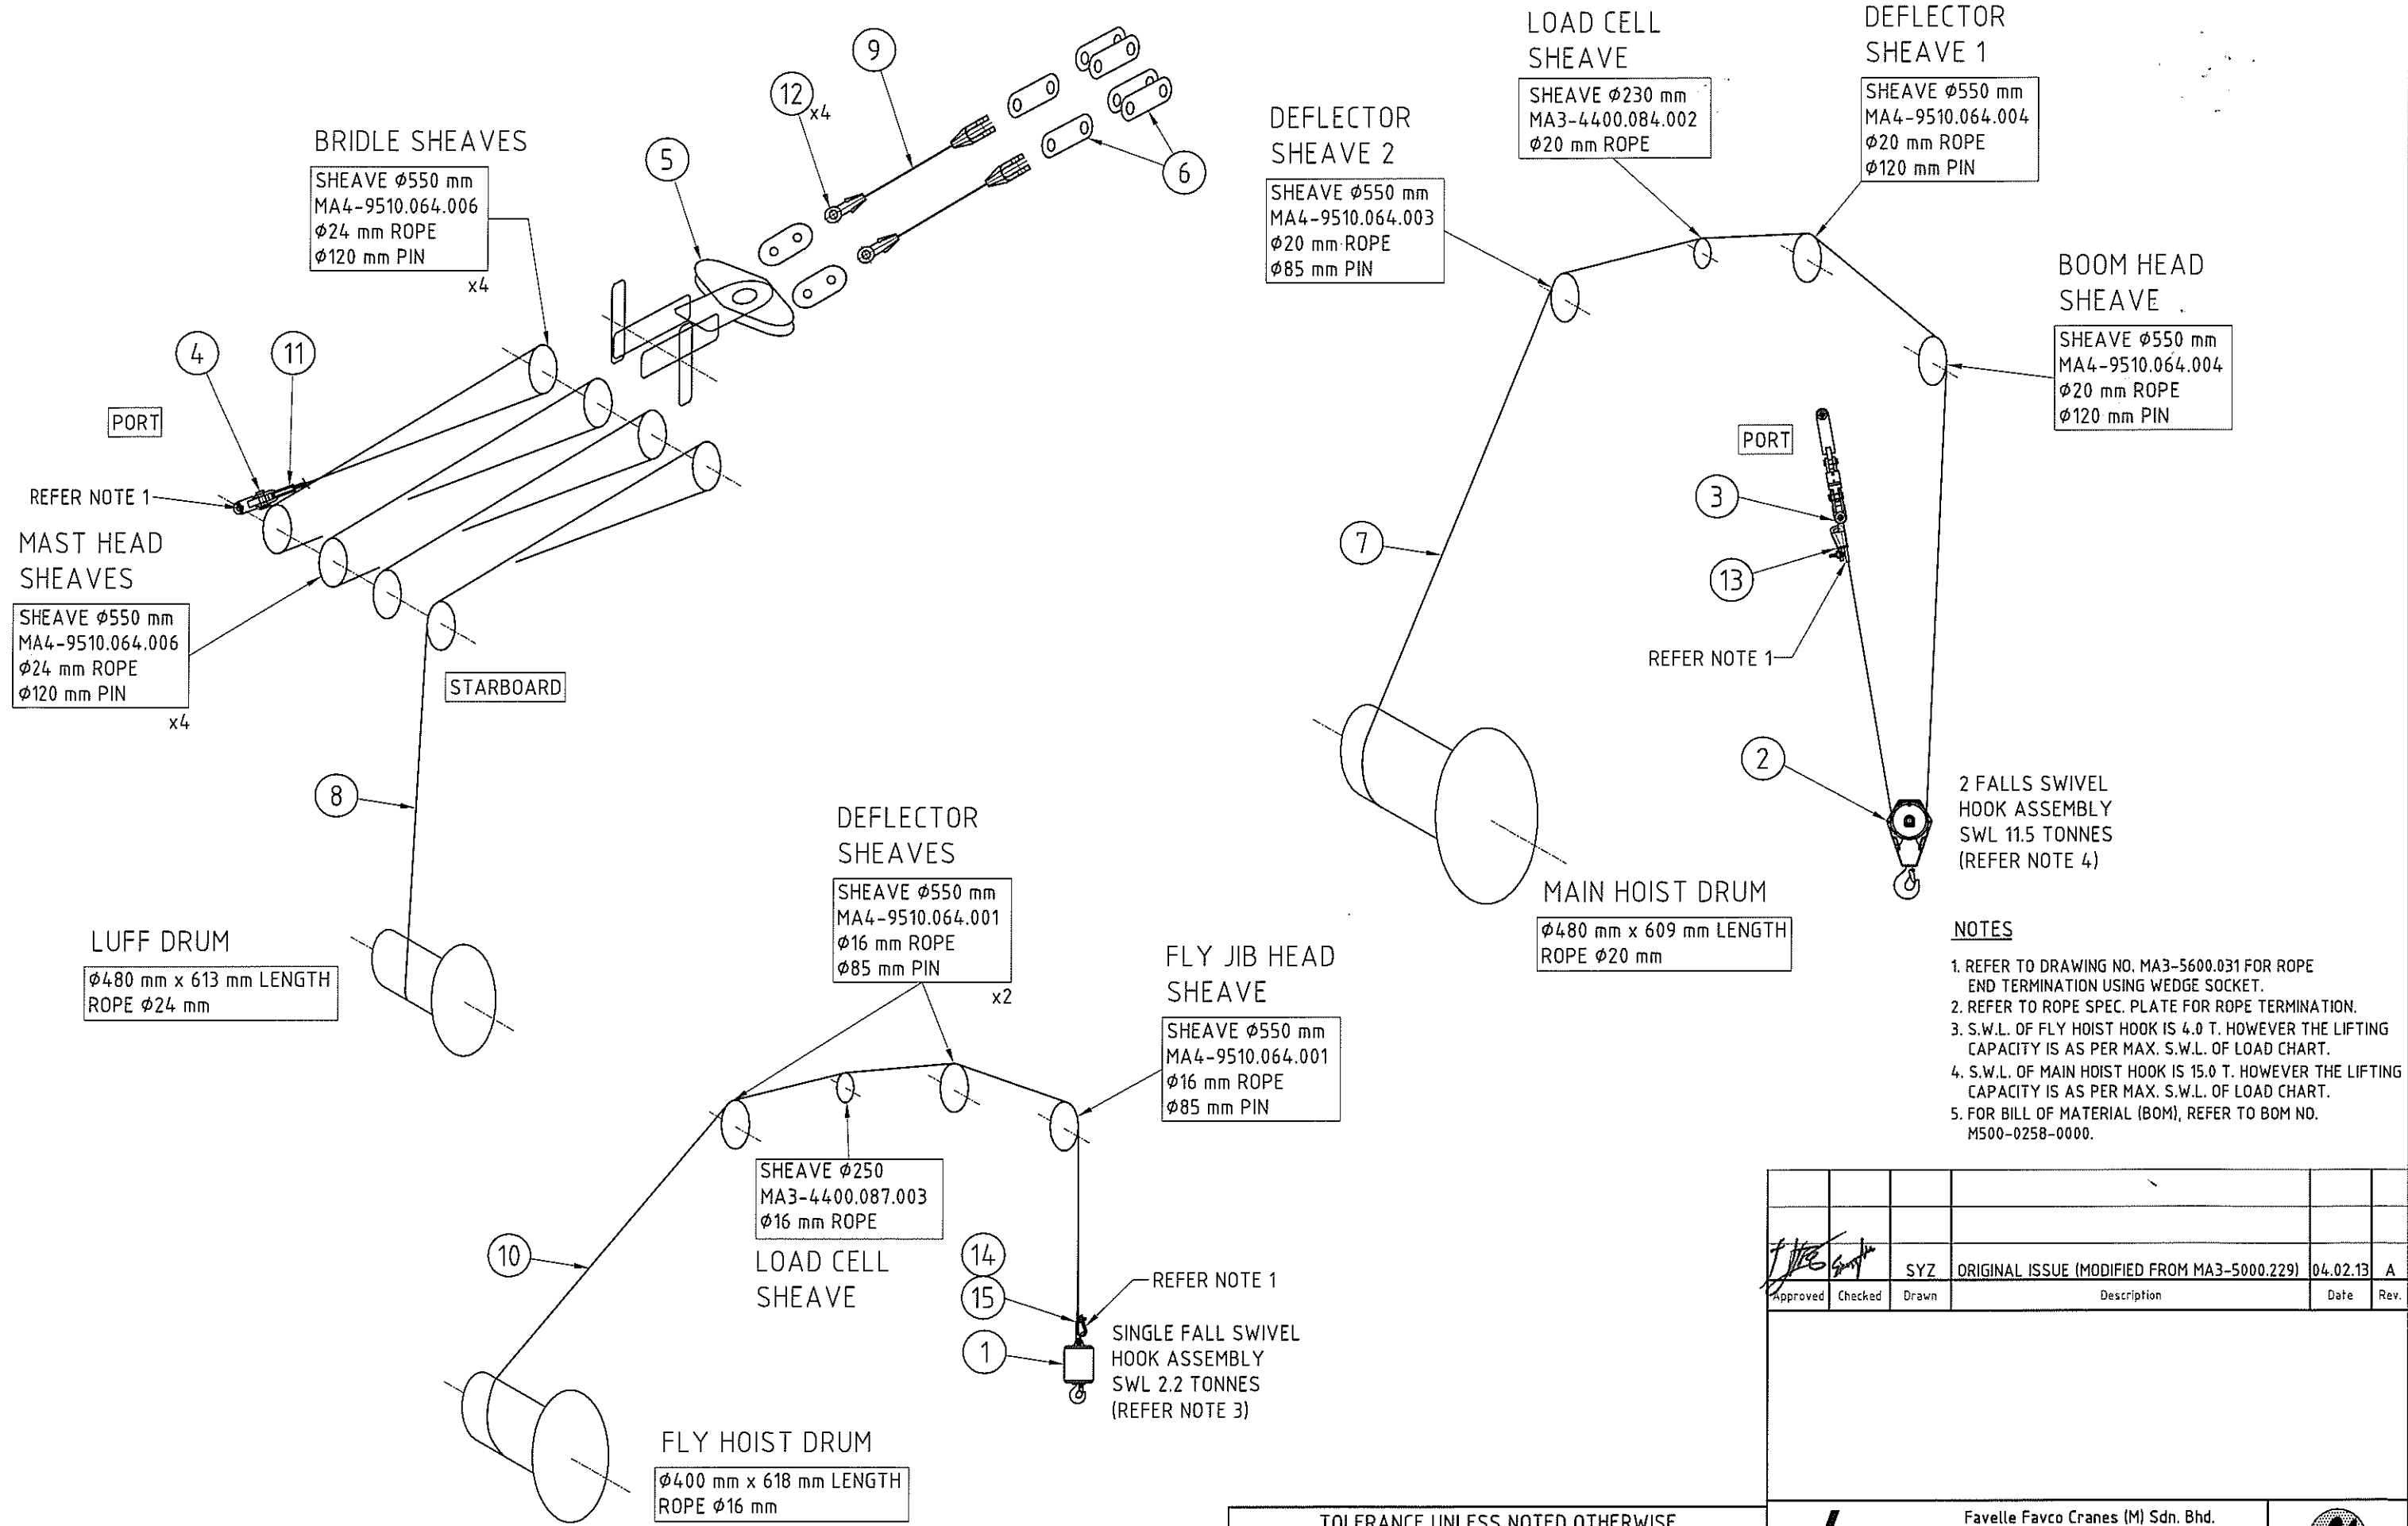 9
12
x4
5
6
BRIDLE SHEAVES
SHEAVE Φ550 mm
MA4-9510.064.006
Φ24 mm ROPE
Φ120 mm PIN
x4
4
11
PORT
REFER NOTE 1
MAST HEAD
SHEAVES
SHEAVE Φ550 mm
MA4-9510.064.006
Φ24 mm ROPE
Φ120 mm PIN
x4
STARBOARD
8
LUFF DRUM
Φ480 mm x 613 mm LENGTH
ROPE Φ24 mm
LOAD CELL
SHEAVE
SHEAVE Φ230 mm
MA3-4400.084.002
Φ20 mm ROPE
DEFLECTOR
SHEAVE 1
SHEAVE Φ550 mm
MA4-9510.064.004
Φ20 mm ROPE
Φ120 mm PIN
DEFLECTOR
SHEAVE 2
SHEAVE Φ550 mm
MA4-9510.064.003
Φ20 mm ROPE
Φ85 mm PIN
BOOM HEAD
SHEAVE
SHEAVE Φ550 mm
MA4-9510.064.004
Φ20 mm ROPE
Φ120 mm PIN
PORT
3
7
13
REFER NOTE 1
2
2 FALLS SWIVEL
HOOK ASSEMBLY
SWL 11.5 TONNES
(REFER NOTE 4)
MAIN HOIST DRUM
Φ480 mm x 609 mm LENGTH
ROPE Φ20 mm
DEFLECTOR
SHEAVES
SHEAVE Φ550 mm
MA4-9510.064.001
Φ16 mm ROPE
Φ85 mm PIN
x2
FLY JIB HEAD
SHEAVE
SHEAVE Φ550 mm
MA4-9510.064.001
Φ16 mm ROPE
Φ85 mm PIN
SHEAVE Φ250
MA3-4400.087.003
Φ16 mm ROPE
LOAD CELL
SHEAVE
10
14
15
REFER NOTE 1
1
SINGLE FALL SWIVEL
HOOK ASSEMBLY
SWL 2.2 TONNES
(REFER NOTE 3)
FLY HOIST DRUM
Φ400 mm x 618 mm LENGTH
ROPE Φ16 mm
NOTES
1. REFER TO DRAWING NO. MA3-5600.031 FOR ROPE
END TERMINATION USING WEDGE SOCKET.
2. REFER TO ROPE SPEC. PLATE FOR ROPE TERMINATION.
3. S.W.L. OF FLY HOIST HOOK IS 4.0 T. HOWEVER THE LIFTING
CAPACITY IS AS PER MAX. S.W.L. OF LOAD CHART.
4. S.W.L. OF MAIN HOIST HOOK IS 15.0 T. HOWEVER THE LIFTING
CAPACITY IS AS PER MAX. S.W.L. OF LOAD CHART.
5. FOR BILL OF MATERIAL (BOM), REFER TO BOM NO.
M500-0258-0000.
SYZ ORIGINAL ISSUE (MODIFIED FROM MA3-5000.229) 04.02.13 A
Approved Checked Drawn Description Date Rev.
TOLERANCE UNLESS NOTED OTHERWISE
Favelle Favco Cranes (M) Sdn. Bhd.